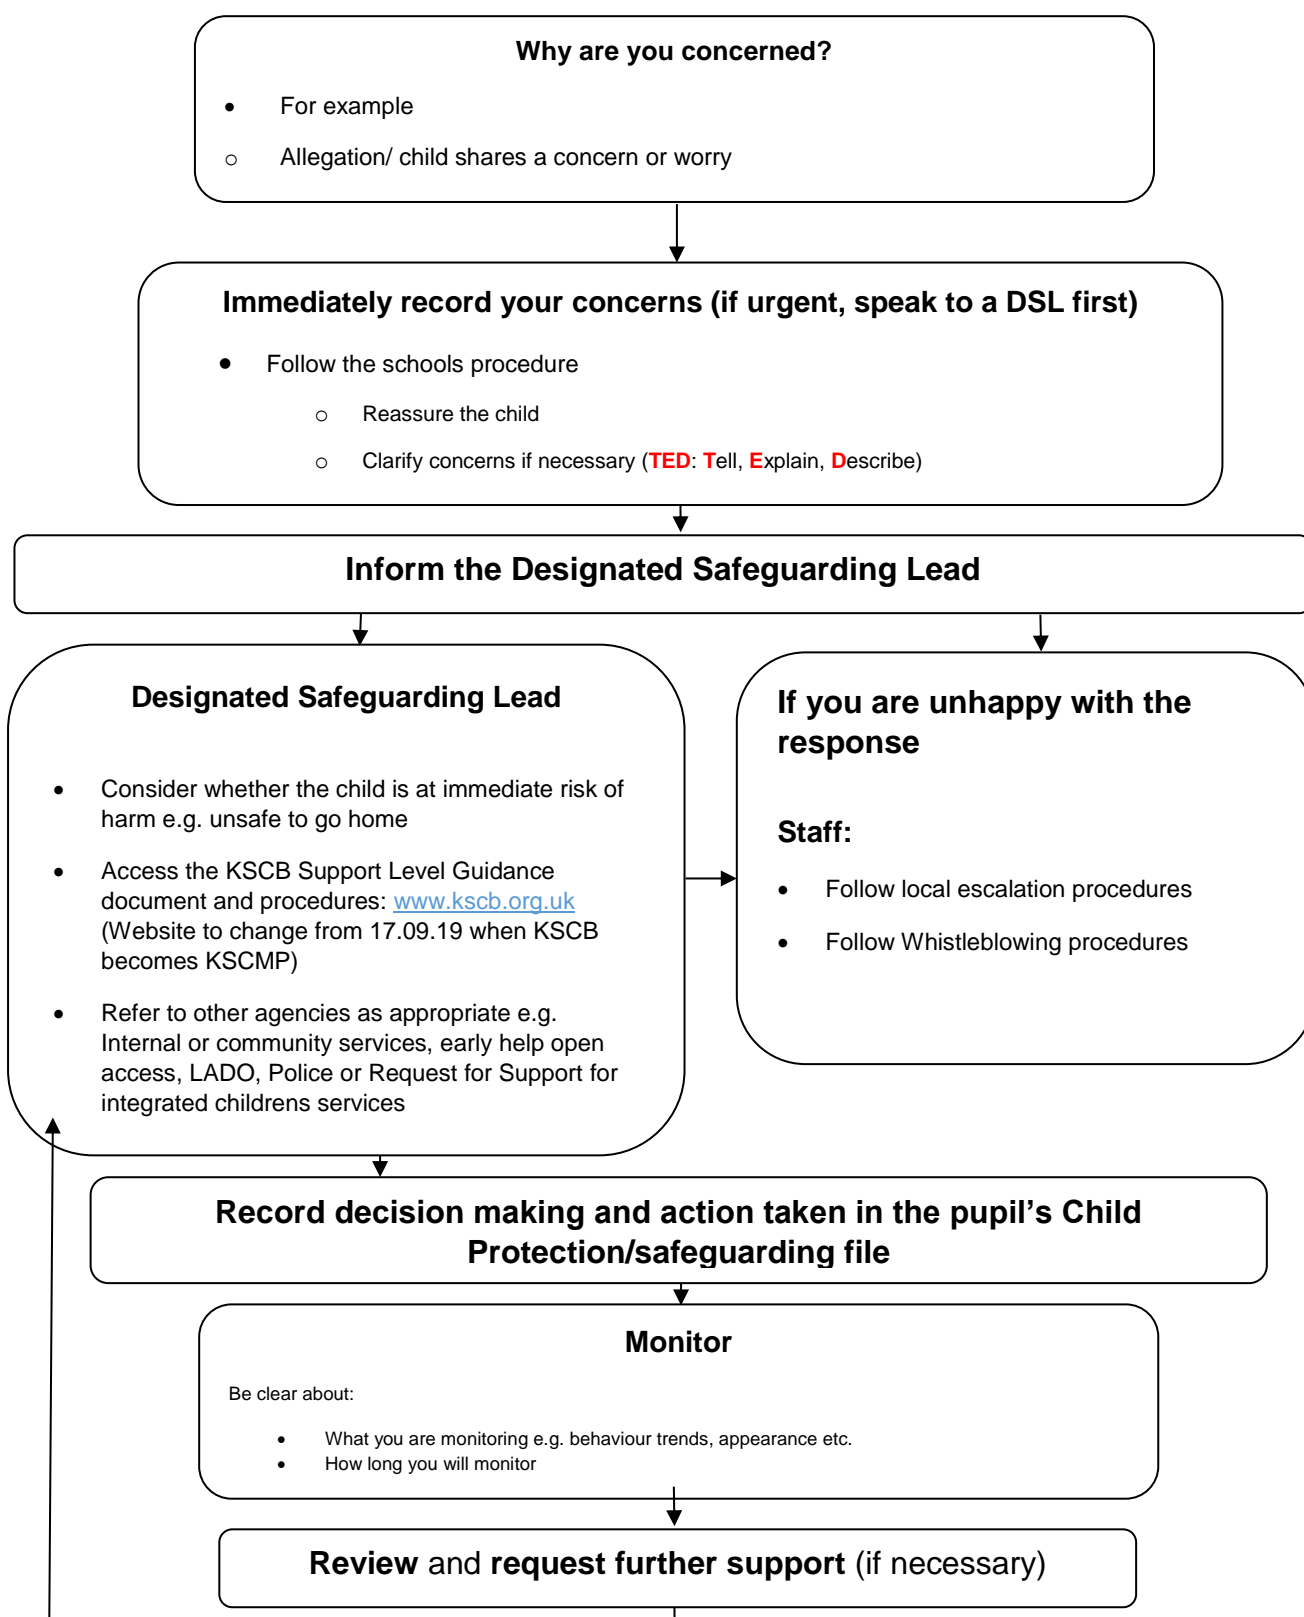 Why are you concerned?
• For example
o Allegation/ child shares a concern or worry
Immediately record your concerns (if urgent, speak to a DSL first)
• Follow the schools procedure
o Reassure the child
o Clarify concerns if necessary (TED: Tell, Explain, Describe)
Inform the Designated Safeguarding Lead
Designated Safeguarding Lead
• Consider whether the child is at immediate risk of
harm e.g. unsafe to go home
• Access the KSCB Support Level Guidance
document and procedures: www.kscb.org.uk
(Website to change from 17.09.19 when KSCB
becomes KSCMP)
• Refer to other agencies as appropriate e.g.
Internal or community services, early help open
access, LADO, Police or Request for Support for
integrated childrens services
If you are unhappy with the
response
Staff:
• Follow local escalation procedures
• Follow Whistleblowing procedures
Record decision making and action taken in the pupil’s Child
Protection/safeguarding file
Monitor
Be clear about:
• What you are monitoring e.g. behaviour trends, appearance etc.
• How long you will monitor
Review and request further support (if necessary)